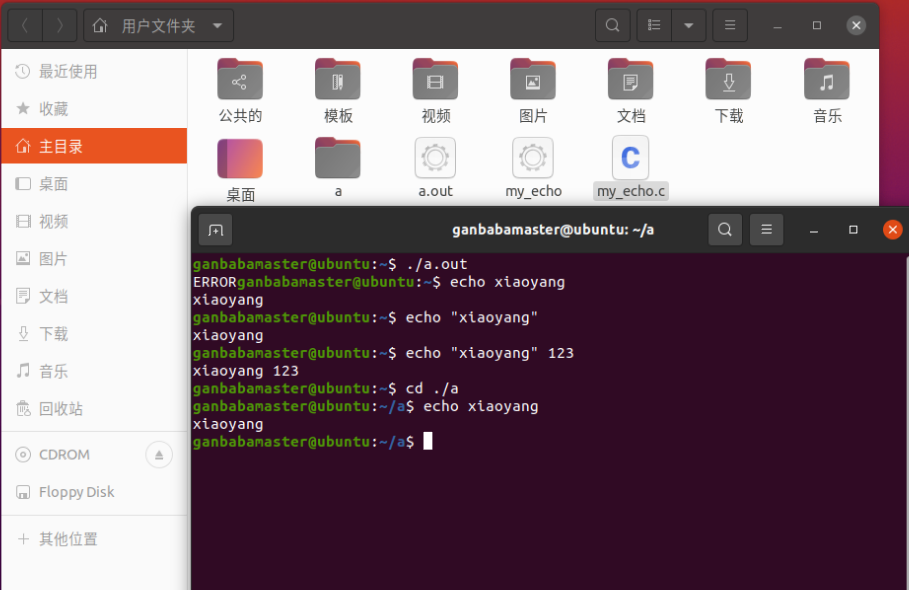 用户文件夹
最近使用
收藏
主目录
桌面
视频
图片
文档
下载
音乐
回收站
CDROM
Floppy Disk
其他位置
公共的 模板 视频 图片 文档 下载 音乐
桌面 a a.out my_echo my_echo.c
C
ganbabamaster@ubuntu: ~/a
ganbabamaster@ubuntu:~$ ./a.out
ERRORganbabamaster@ubuntu:~$ echo xiaoyang
xiaoyang
ganbabamaster@ubuntu:~$ echo "xiaoyang"
xiaoyang
ganbabamaster@ubuntu:~$ echo "xiaoyang" 123
xiaoyang 123
ganbabamaster@ubuntu:~$ cd ./a
ganbabamaster@ubuntu:~/a$ echo xiaoyang
xiaoyang
ganbabamaster@ubuntu:~/a$